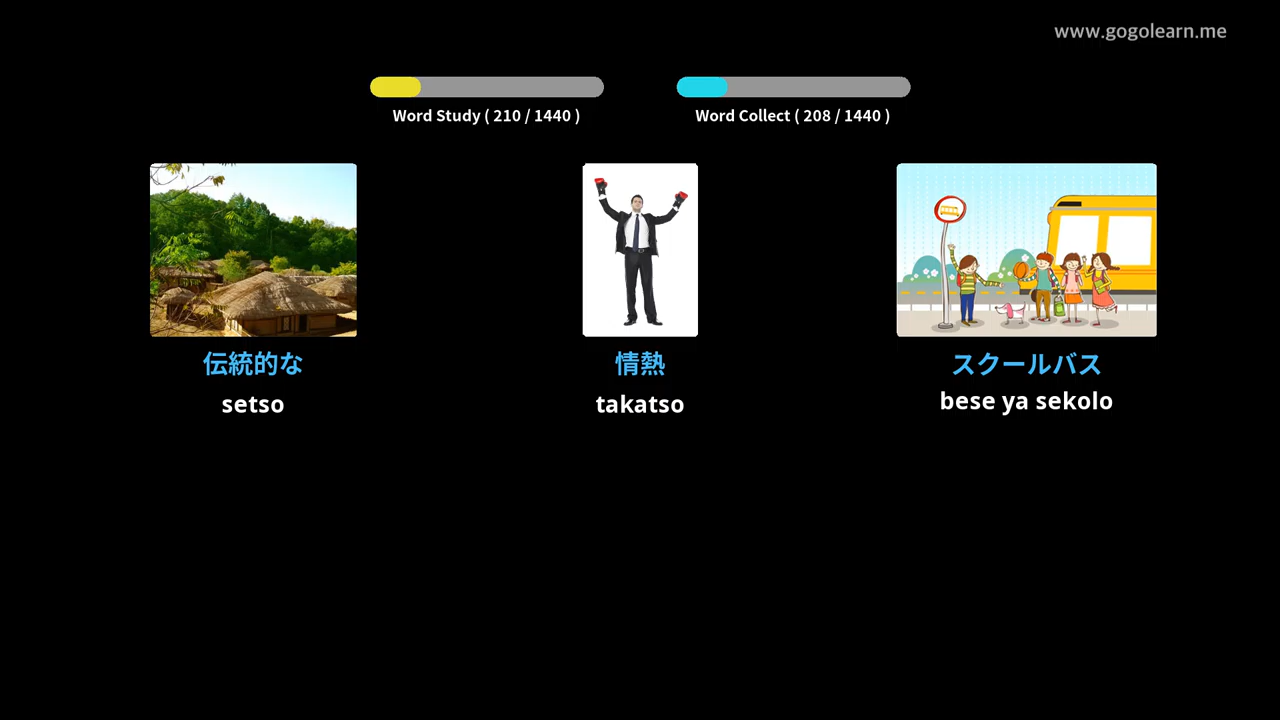 www.gogolearn.me
Word Study ( 210 / 1440 )
Word Collect ( 208 / 1440 )
伝統的な
setso
情熱
takatso
スクールバス
bese ya sekolo